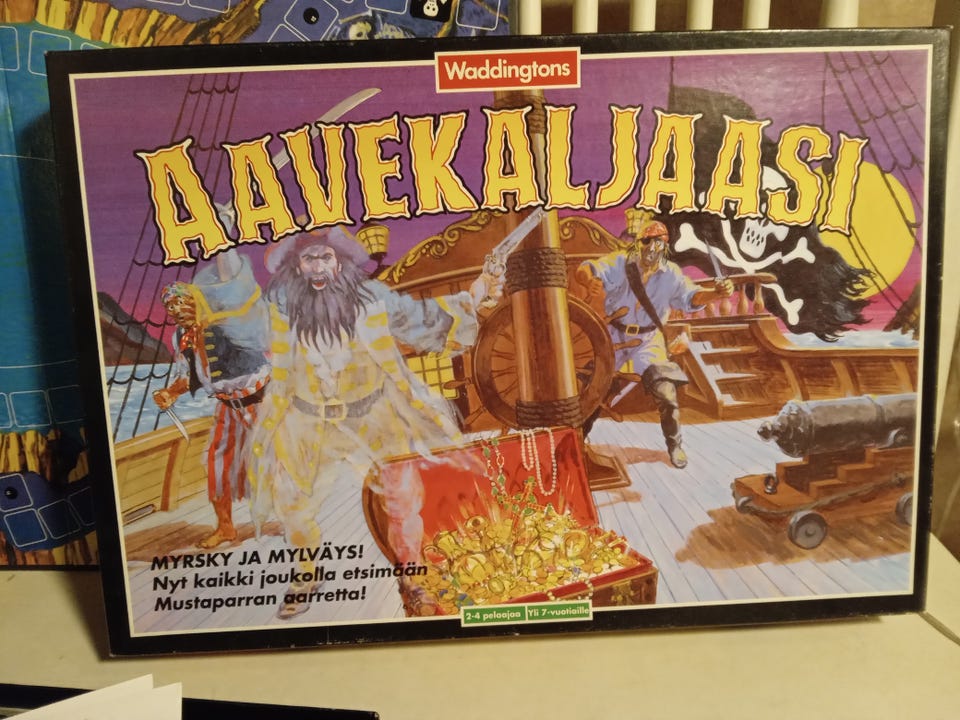 Waddingtons
AAVEKALJAASI
MYRSKY JA MYLVÄYS!
Nyt kaikki joukolla etsimään
Mustaparran aarretta!
2-4 pelaajaa Yli 7-vuotiaille